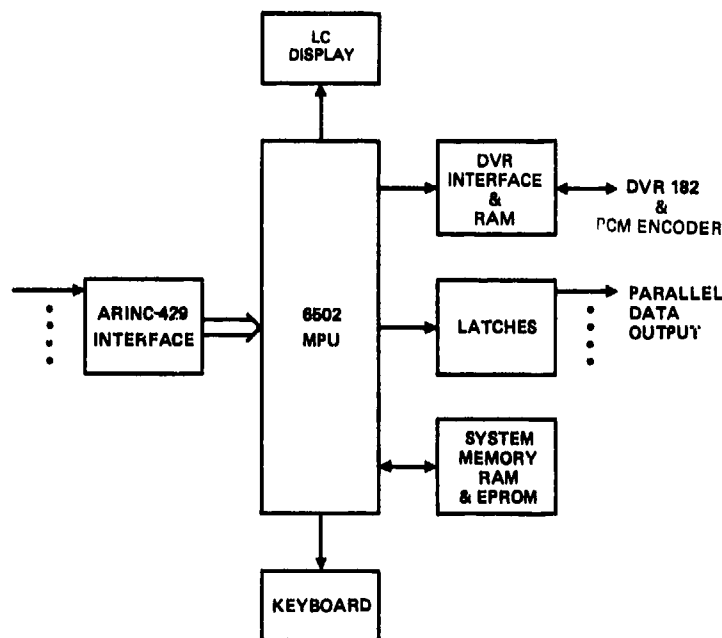 LC
DISPLAY
DVR
INTERFACE
&
RAM
DVR 182
&
PCM ENCODER
ARINC-429
INTERFACE
6502
MPU
LATCHES
PARALLEL
DATA
OUTPUT
SYSTEM
MEMORY
RAM
& EPROM
KEYBOARD